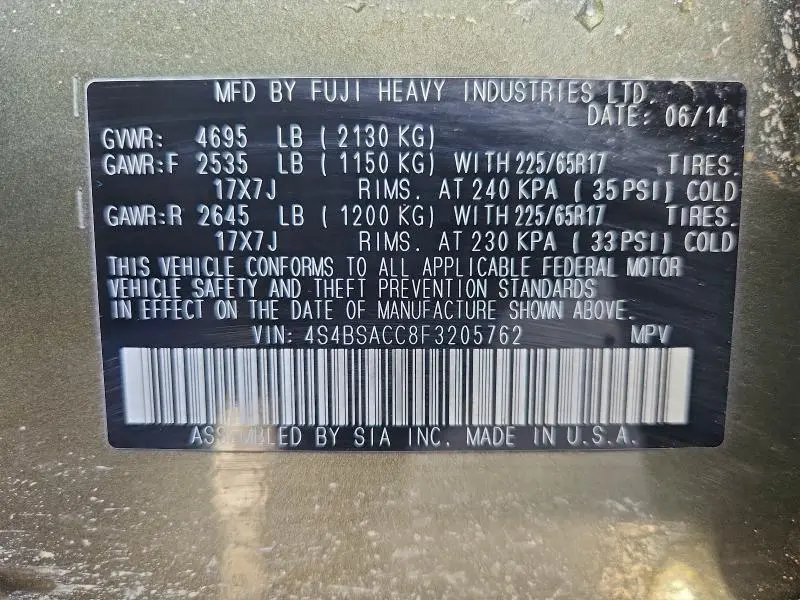 MFD BY FUJI HEAVY INDUSTRIES LTD.
DATE: 06/14
GVWR: 4695 LB (2130 KG)
GAWR:F 2535 LB (1150 KG) WITH 225/65R17 TIRES.
17X7J RIMS. AT 240 KPA (35 PSI) COLD
GAWR:R 2645 LB (1200 KG) WITH 225/65R17 TIRES.
17X7J RIMS. AT 230 KPA (33 PSI) COLD
THIS VEHICLE CONFORMS TO ALL APPLICABLE FEDERAL MOTOR
VEHICLE SAFETY AND THEFT PREVENTION STANDARDS
IN EFFECT ON THE DATE OF MANUFACTURE SHOWN ABOVE.
VIN: 4S4BSACC8F3205762 MPV
ASSEMBLED BY SIA INC. MADE IN U.S.A.